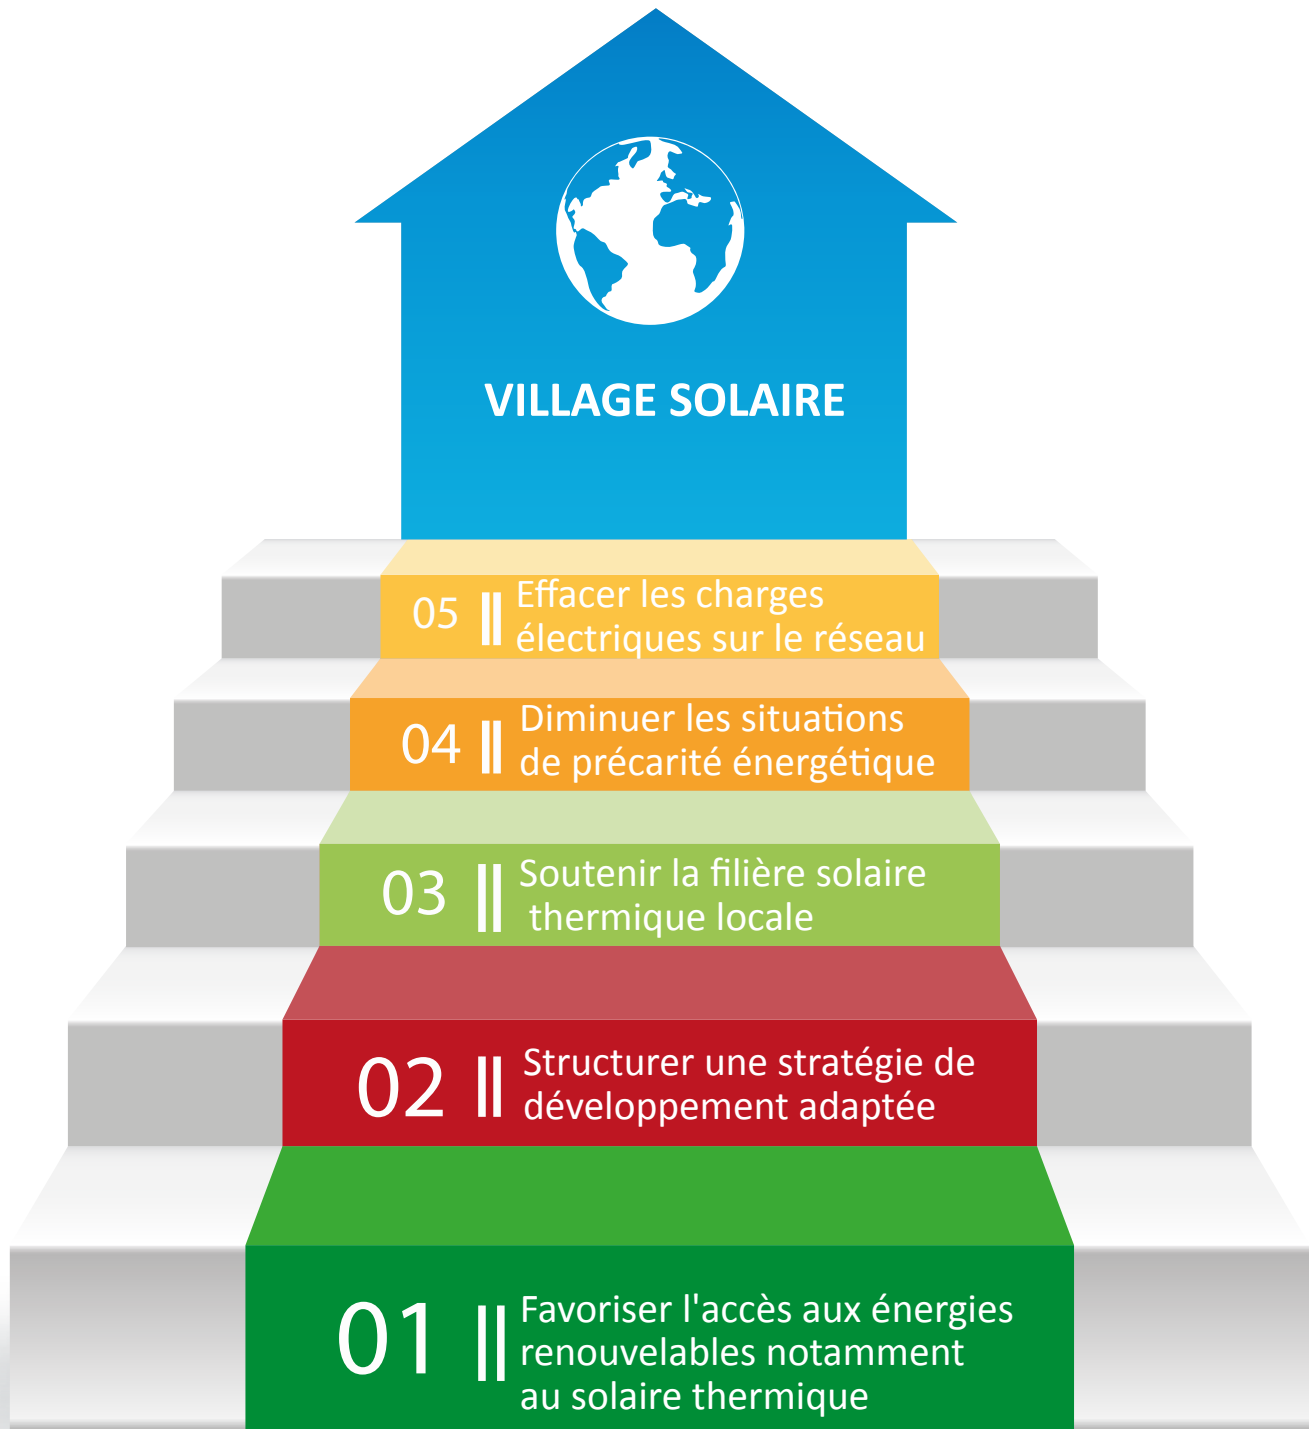 VILLAGE SOLAIRE
05
Effacer les charges
électriques sur le réseau
04
Diminuer les situations
de précarité énergétique
03
Soutenir la filière solaire
thermique locale
02
Structurer une stratégie de
développement adaptée
01
Favoriser l'accès aux énergies
renouvelables notamment
au solaire thermique